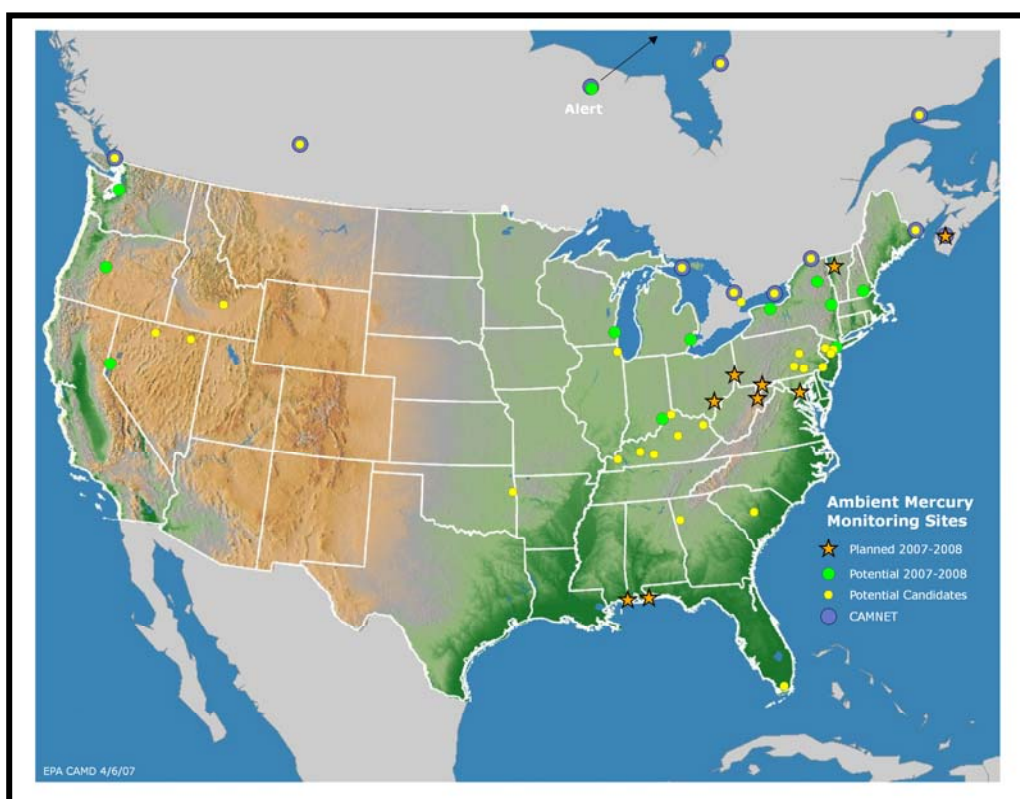 Alert
Ambient Mercury
Monitoring Sites
Planned 2007-2008
Potential 2007-2008
Potential Candidates
CAMNET
EPA CAMD 4/6/07